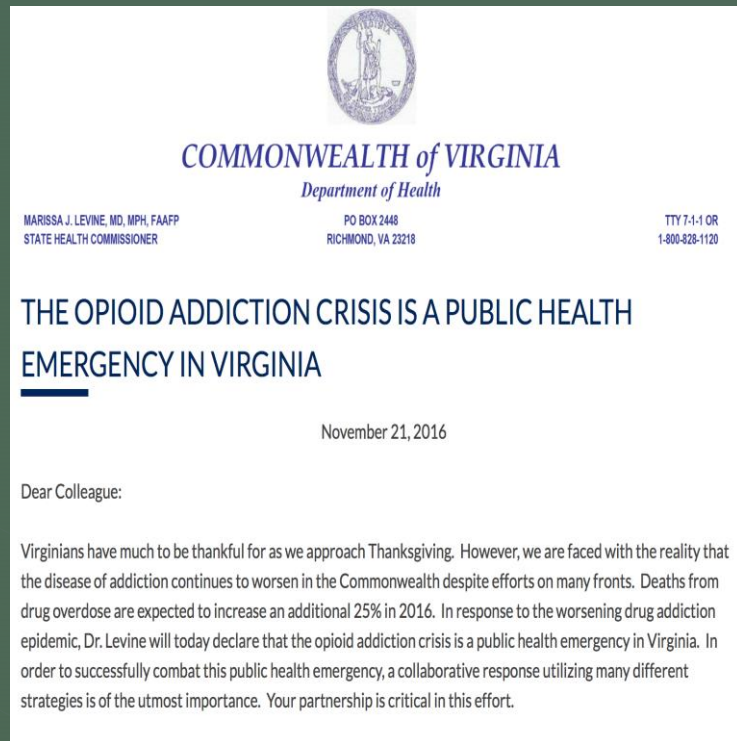 COMMONWEALTH of VIRGINIA
Department of Health
MARISSA J. LEVINE, MD, MPH, FAAFP
STATE HEALTH COMMISSIONER
PO BOX 2448
RICHMOND, VA 23218
TTY 7-1-1 OR
1-800-828-1120
THE OPIOID ADDICTION CRISIS IS A PUBLIC HEALTH
EMERGENCY IN VIRGINIA
November 21, 2016
Dear Colleague:
Virginians have much to be thankful for as we approach Thanksgiving. However, we are faced with the reality that
the disease of addiction continues to worsen in the Commonwealth despite efforts on many fronts. Deaths from
drug overdose are expected to increase an additional 25% in 2016. In response to the worsening drug addiction
epidemic, Dr. Levine will today declare that the opioid addiction crisis is a public health emergency in Virginia. In
order to successfully combat this public health emergency, a collaborative response utilizing many different
strategies is of the utmost importance. Your partnership is critical in this effort.